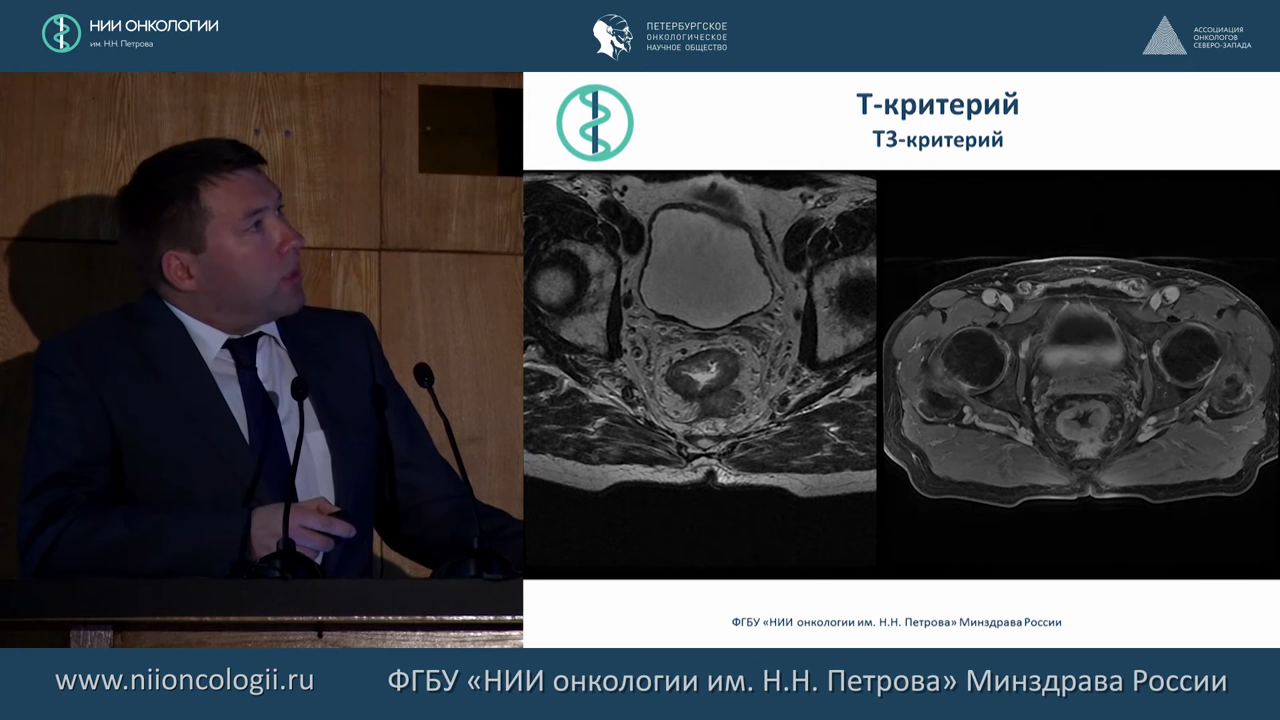 НИИ ОНКОЛОГИИ
им. Н.Н. Петрова
ПЕТЕРБУРГСКОЕ
ОНКОЛОГИЧЕСКОЕ
НАУЧНОЕ ОБЩЕСТВО
АССОЦИАЦИЯ
ОНКОЛОГОВ
СЕВЕРО-ЗАПАДА
Т-критерий
Т3-критерий
ФГБУ «НИИ онкологии им. Н.Н. Петрова» Минздрава России
www.niioncologii.ru
ФГБУ «НИИ онкологии им. Н.Н. Петрова» Минздрава России